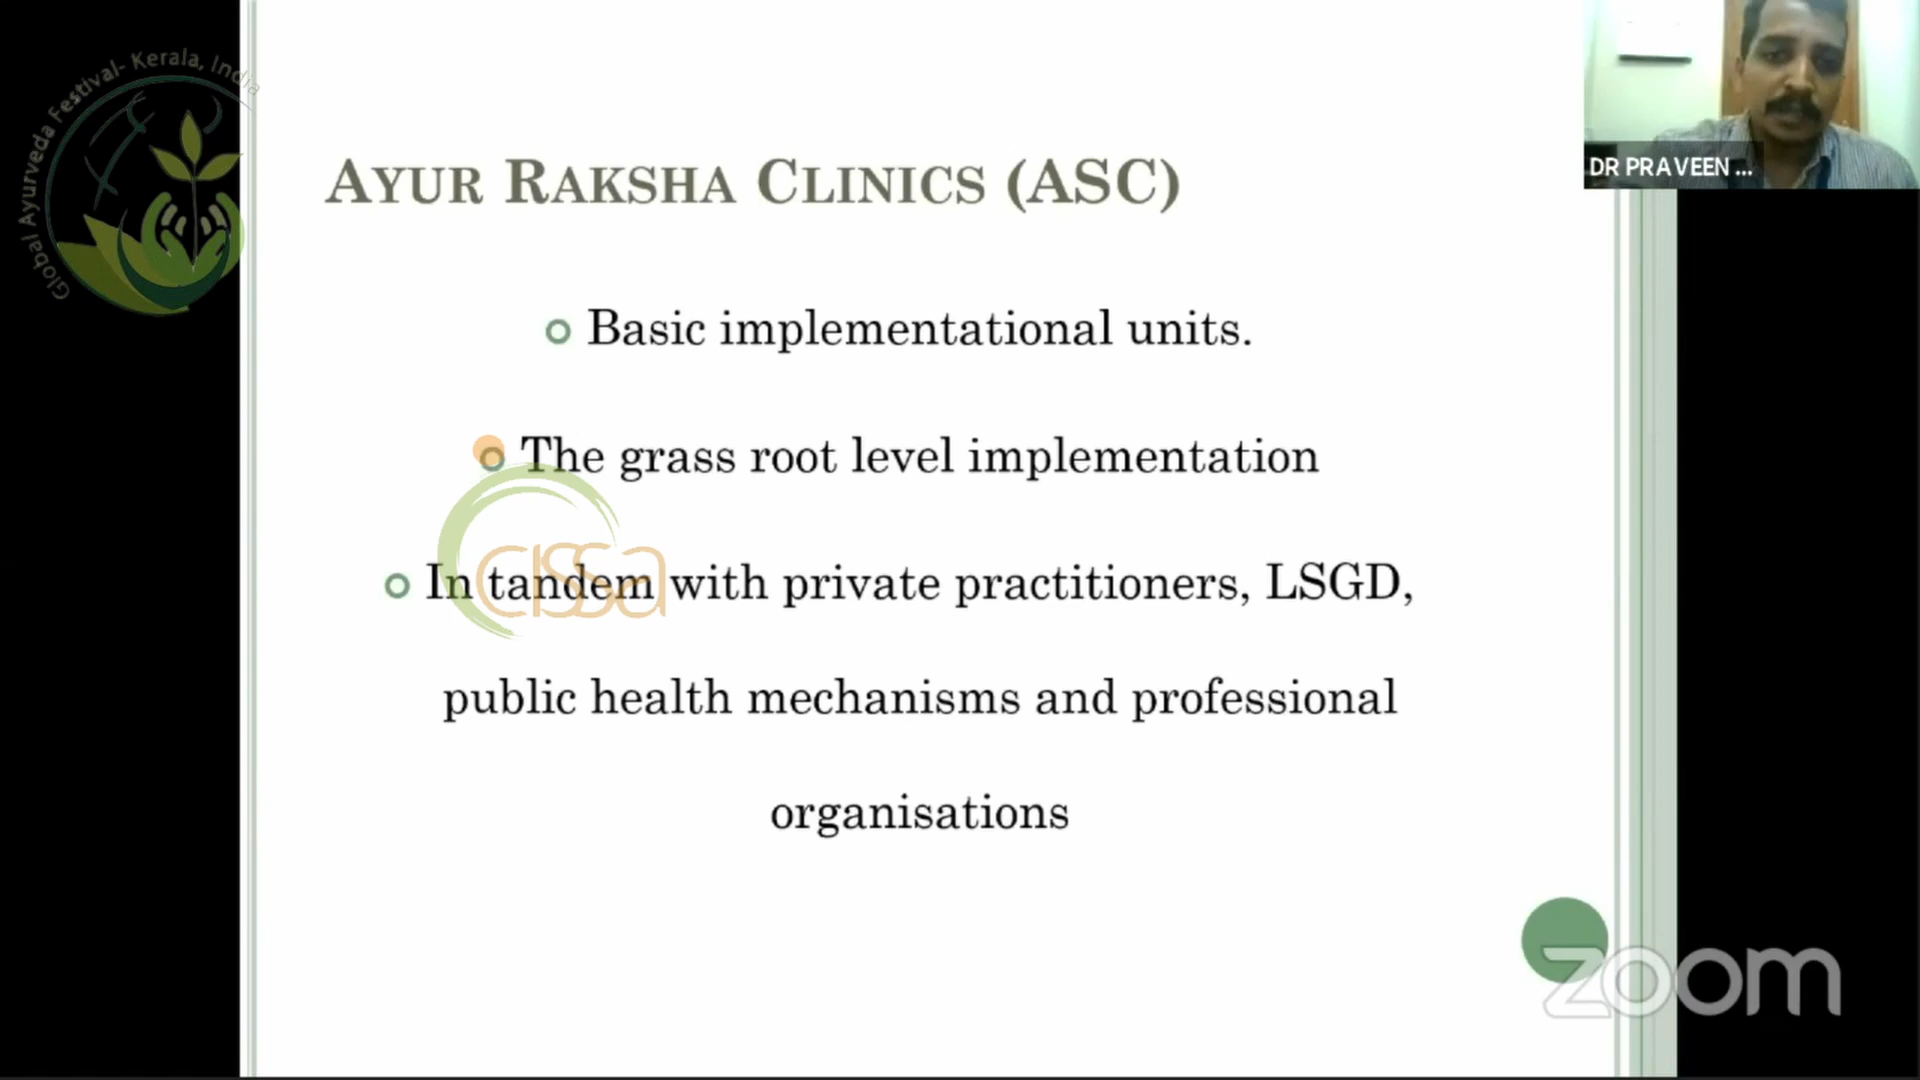 Global Ayurveda Festival- Kerala, India
DR PRAVEEN ...
AYUR RAKSHA CLINICS (ASC)
Basic implementational units.
The grass root level implementation
cissa
In tandem with private practitioners, LSGD,
public health mechanisms and professional
organisations
zoom